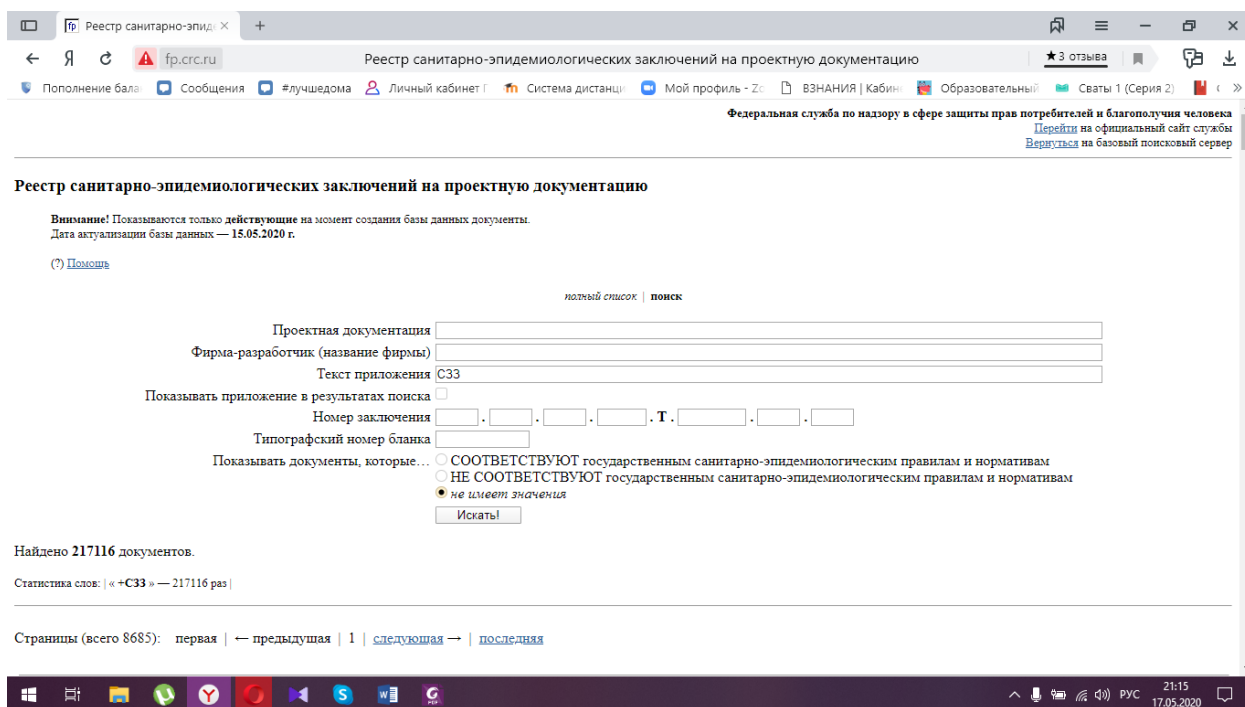 Реестр санитарно-эпид
fp.crc.ru Реестр санитарно-эпидемиологических заключений на проектную документацию ★3 отзыва
Пополнение бала Сообщения #лучшедома Личный кабинет Система дистанци Мой профиль - Zo ВЗНАНИЯ | Кабин Образовательный Сваты 1 (Серия 2)
Федеральная служба по надзору в сфере защиты прав потребителей и благополучия человека
Перейти на официальный сайт службы
Вернуться на базовый поисковый сервер
Реестр санитарно-эпидемиологических заключений на проектную документацию
Внимание! Показываются только действующие на момент создания базы данных документы.
Дата актуализации базы данных — 15.05.2020 г.
(?) Помощь
полный список | поиск
Проектная документация
Фирма-разработчик (название фирмы)
Текст приложения СЗЗ
Показывать приложение в результатах поиска
Номер заключения . . . . Т . . .
Типографский номер бланка
Показывать документы, которые… СООТВЕТСТВУЮТ государственным санитарно-эпидемиологическим правилам и нормативам
НЕ СООТВЕТСТВУЮТ государственным санитарно-эпидемиологическим правилам и нормативам
не имеет значения
Искать!
Найдено 217116 документов.
Статистика слов: | « +СЗЗ » — 217116 раз |
Страницы (всего 8685): первая | ← предыдущая | 1 | следующая → | последняя
РУС 21:15
17.05.2020